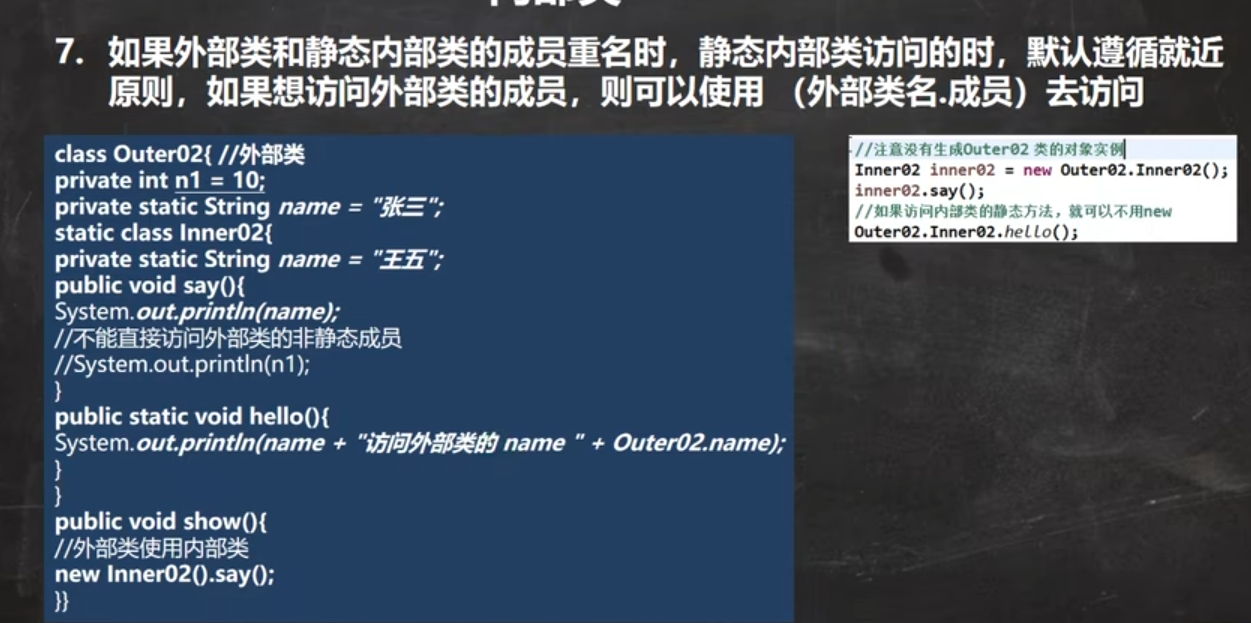 7. 如果外部类和静态内部类的成员重名时，静态内部类访问的时，默认遵循就近
原则，如果想访问外部类的成员，则可以使用 （外部类名.成员）去访问
class Outer02{ //外部类
private int n1 = 10;
private static String name = "张三";
static class Inner02{
private static String name = "王五";
public void say(){
System.out.println(name);
//不能直接访问外部类的非静态成员
//System.out.println(n1);
}
public static void hello(){
System.out.println(name + "访问外部类的 name " + Outer02.name);
}
}
public void show(){
//外部类使用内部类
new Inner02().say();
}}
//注意没有生成Outer02 类的对象实例
Inner02 inner02 = new Outer02.Inner02();
inner02.say();
//如果访问内部类的静态方法，就可以不用new
Outer02.Inner02.hello();